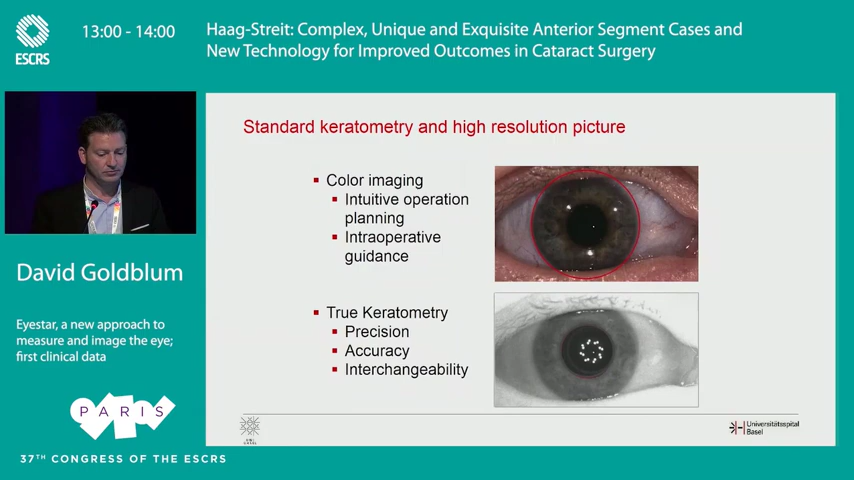 ESCRS
13:00 - 14:00
Haag-Streit: Complex, Unique and Exquisite Anterior Segment Cases and
New Technology for Improved Outcomes in Cataract Surgery
David Goldblum
Eyestar, a new approach to
measure and image the eye;
first clinical data
PARIS
37TH CONGRESS OF THE ESCRS
Standard keratometry and high resolution picture
▪ Color imaging
▪ Intuitive operation
planning
▪ Intraoperative
guidance
▪ True Keratometry
▪ Precision
▪ Accuracy
▪ Interchangeability
Universitätsspital
Basel